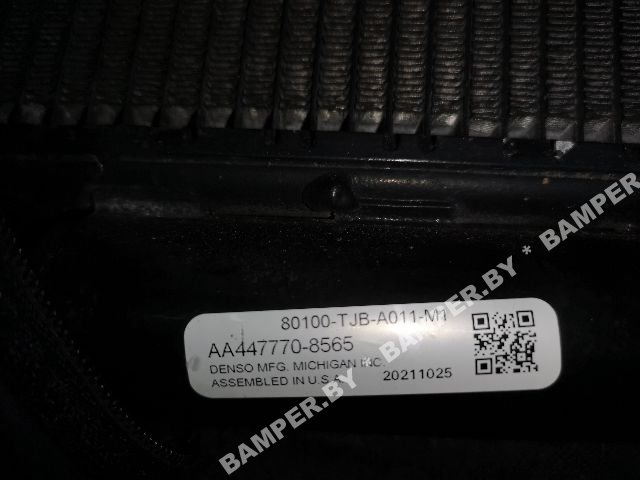 BAMPER.BY * BAMPER.BY * BAMPER.BY
80100-TJB-A011-M1
AA447770-8565
DENSO MFG. MICHIGAN INC.
ASSEMBLED IN U.S.A. 20211025